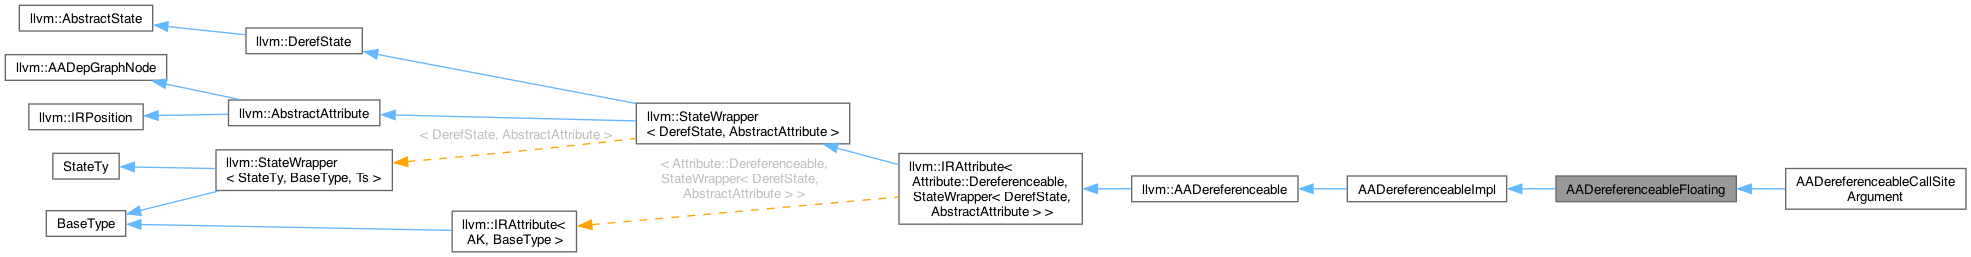 llvm::AbstractState
llvm::DerefState
llvm::AADepGraphNode
llvm::AbstractAttribute
llvm::IRPosition
llvm::StateWrapper
< DerefState, AbstractAttribute >
< DerefState, AbstractAttribute >
StateTy
llvm::StateWrapper
< StateTy, BaseType, Ts >
< Attribute::Dereferenceable,
StateWrapper< DerefState,
AbstractAttribute > >
llvm::IRAttribute<
Attribute::Dereferenceable,
StateWrapper< DerefState,
AbstractAttribute > >
llvm::AADereferenceable
AADereferenceableImpl
AADereferenceableFloating
AADereferenceableCallSite
Argument
BaseType
llvm::IRAttribute<
AK, BaseType >